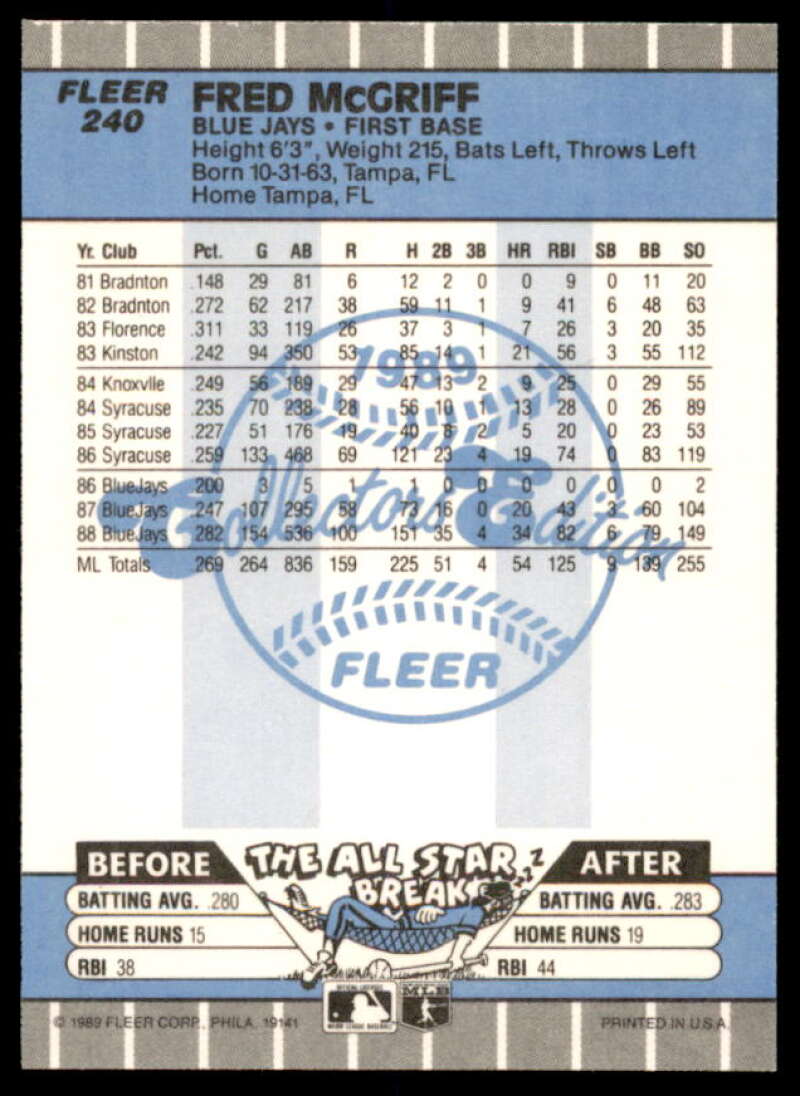 FLEER
240
FRED McGRIFF
BLUE JAYS • FIRST BASE
Height 6'3", Weight 215, Bats Left, Throws Left
Born 10-31-63, Tampa, FL
Home Tampa, FL
Yr. Club Pct. G AB R H 2B 3B HR RBI SB BB SO
81 Bradnton .148 29 81 6 12 2 0 0 9 0 11 20
82 Bradnton .272 62 217 38 59 11 1 9 41 6 48 63
83 Florence .311 33 119 26 37 3 1 7 26 3 20 35
83 Kinston .242 94 350 53 85 14 1 21 56 3 55 112
84 Knoxvlle .249 56 189 29 47 13 2 9 25 0 29 55
84 Syracuse .235 70 238 28 56 10 1 13 28 0 26 89
85 Syracuse .227 51 176 19 40 8 2 5 20 0 23 53
86 Syracuse .259 133 468 69 121 23 4 19 74 0 83 119
86 BlueJays .200 3 5 1 1 0 0 0 0 0 0 2
87 BlueJays .247 107 295 58 73 16 0 20 43 3 60 104
88 BlueJays .282 154 536 100 151 35 4 34 82 6 79 149
ML Totals .269 264 836 159 225 51 4 54 125 9 139 255
1989
Collectors Edition
FLEER
THE ALL STAR
BREAK
zzZ
BEFORE
BATTING AVG. .280
HOME RUNS 15
RBI 38
AFTER
BATTING AVG. .283
HOME RUNS 19
RBI 44
© 1989 FLEER CORP., PHILA. 19141
MLB
MAJOR LEAGUE BASEBALL
PRINTED IN U.S.A.